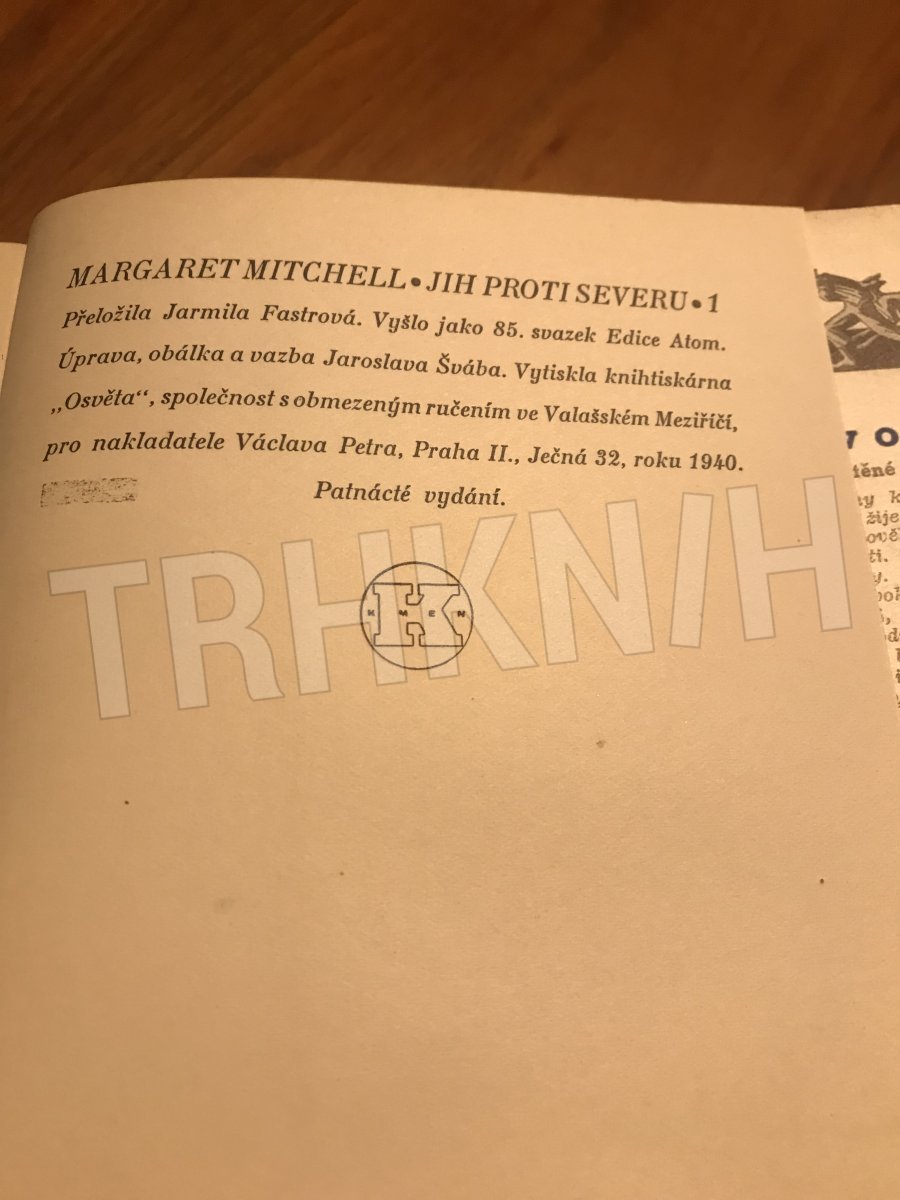 MARGARET MITCHELL • JIH PROTI SEVERU • 1
Přeložila Jarmila Fastrová. Vyšlo jako 85. svazek Edice Atom.
Úprava, obálka a vazba Jaroslava Švába. Vytiskla knihtiskárna
„Osvěta“, společnost s obmezeným ručením ve Valašském Meziříčí,
pro nakladatele Václava Petra, Praha II., Ječná 32, roku 1940.
Patnácté vydání.
TRHKNIH
K M E N